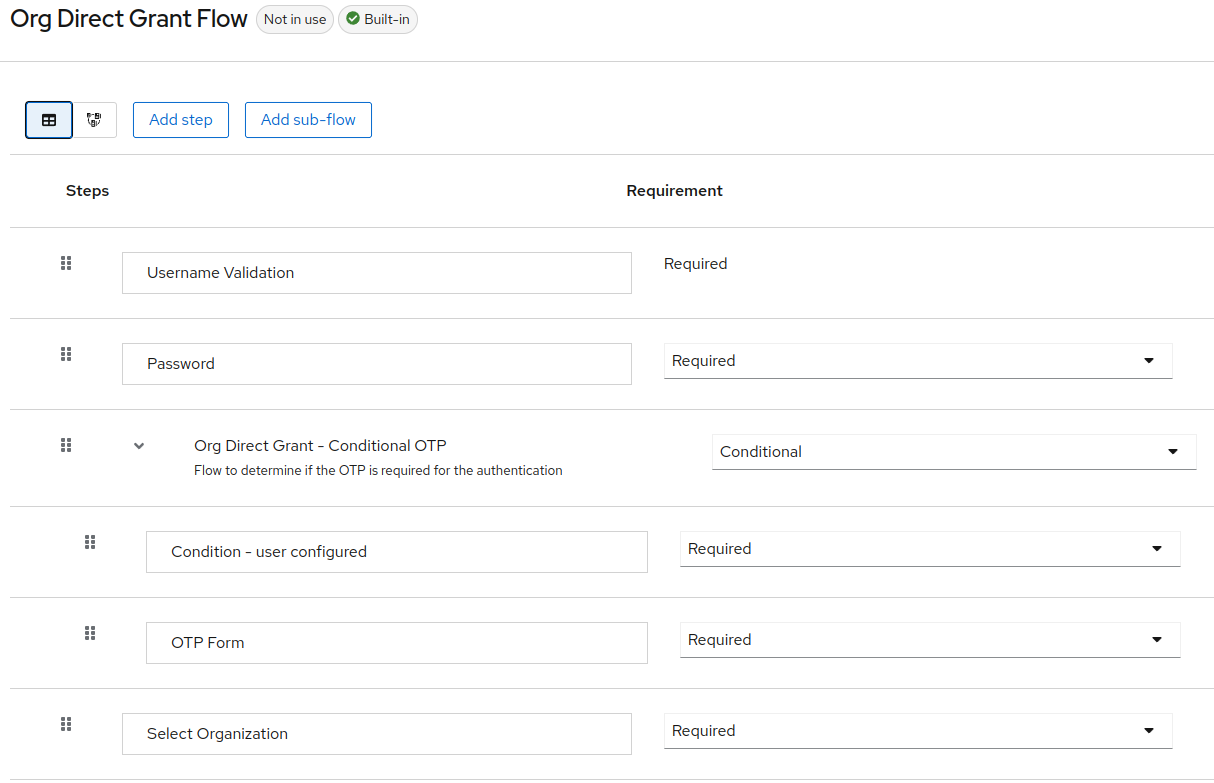 Org Direct Grant Flow Not in use Built-in
Add step Add sub-flow
Steps Requirement
Username Validation Required
Password Required
Org Direct Grant - Conditional OTP Conditional
Flow to determine if the OTP is required for the authentication
Condition - user configured Required
OTP Form Required
Select Organization Required